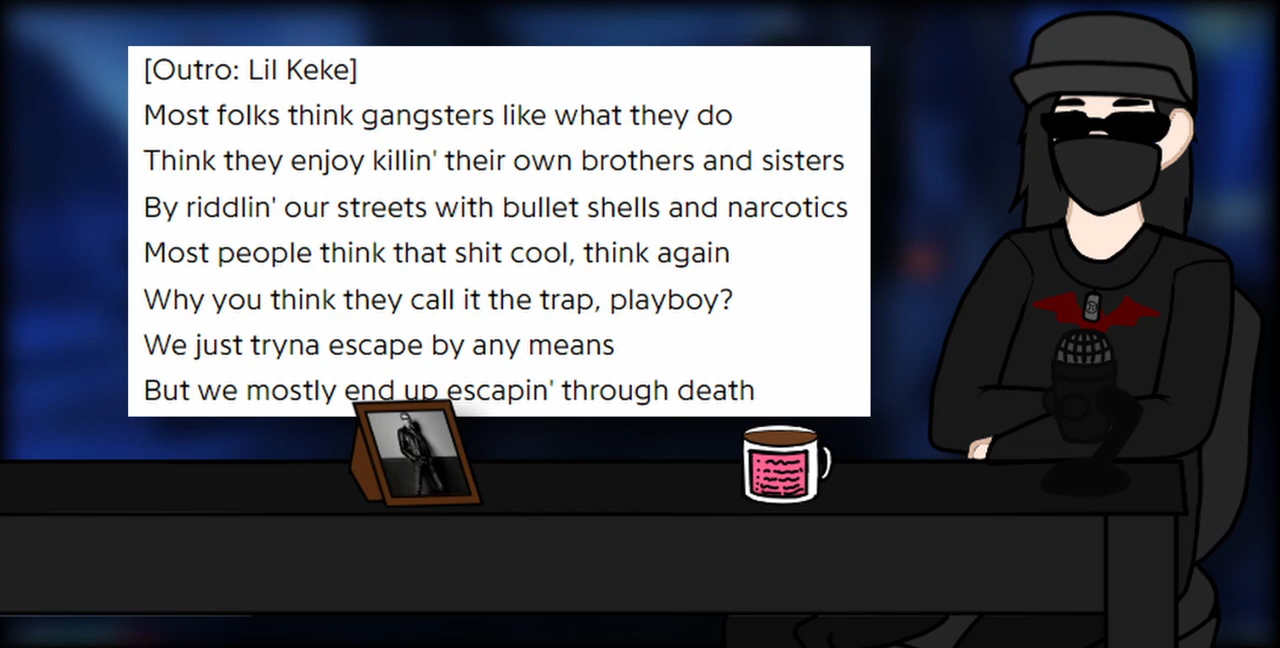 [Outro: Lil Keke]
Most folks think gangsters like what they do
Think they enjoy killin' their own brothers and sisters
By riddlin' our streets with bullet shells and narcotics
Most people think that shit cool, think again
Why you think they call it the trap, playboy?
We just tryna escape by any means
But we mostly end up escapin' through death